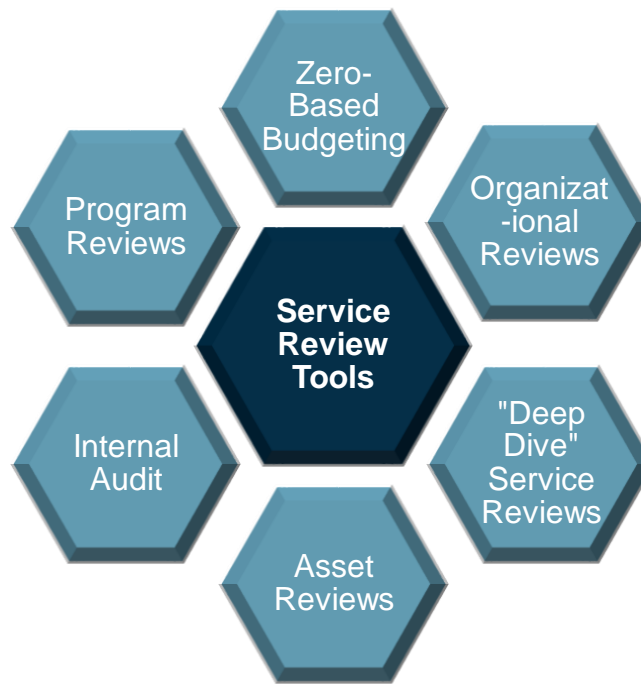 Zero-
Based
Budgeting
Program
Reviews
Organizat
-ional
Reviews
Service
Review
Tools
Internal
Audit
"Deep
Dive"
Service
Reviews
Asset
Reviews